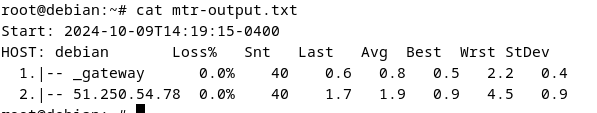 root@debian:~# cat mtr-output.txt
Start: 2024-10-09T14:19:15-0400
HOST: debian       Loss%   Snt   Last   Avg  Best  Wrst StDev
  1.|-- _gateway      0.0%    40    0.6   0.8   0.5   2.2   0.4
  2.|-- 51.250.54.78  0.0%    40    1.7   1.9   0.9   4.5   0.9
root@debian:~#